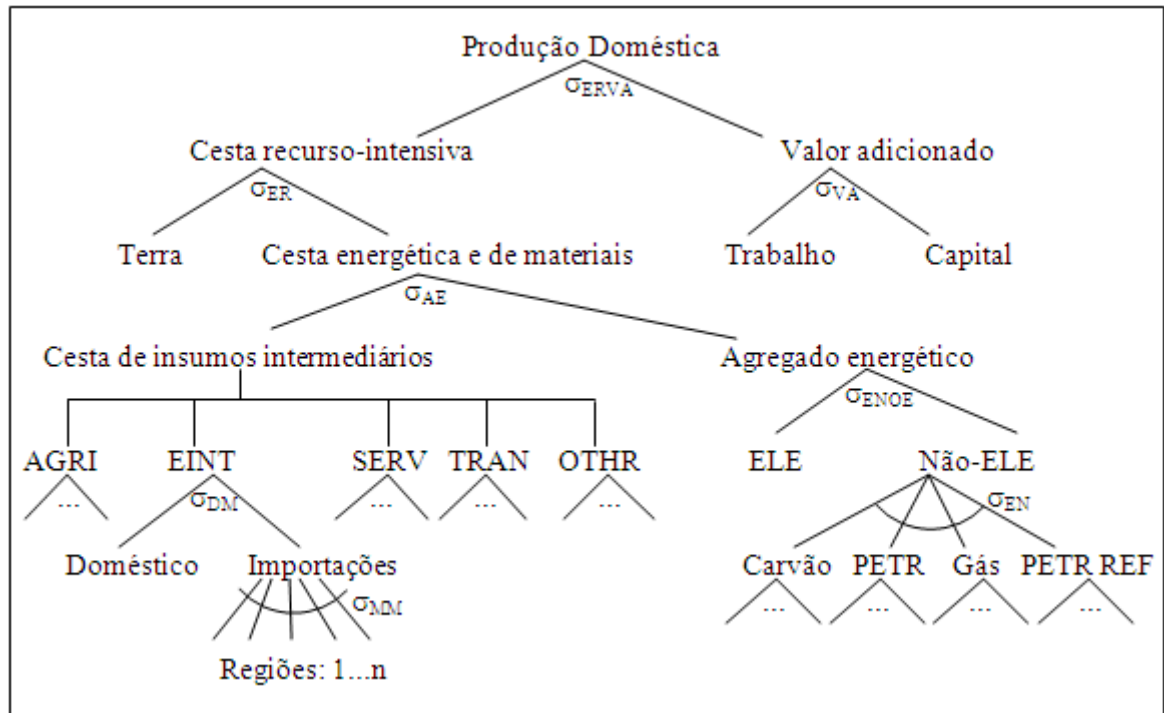 Produção Doméstica
σERVA
Cesta recurso-intensiva Valor adicionado
σER σVA
Terra Cesta energética e de materiais Trabalho Capital
σAE
Cesta de insumos intermediários Agregado energético
σENOE
AGRI EINT SERV TRAN OTHR ELE Não-ELE
... σDM ... ... ... σEN
Doméstico Importações Carvão PETR Gás PETR REF
σMM ... ... ... ...
Regiões: 1...n